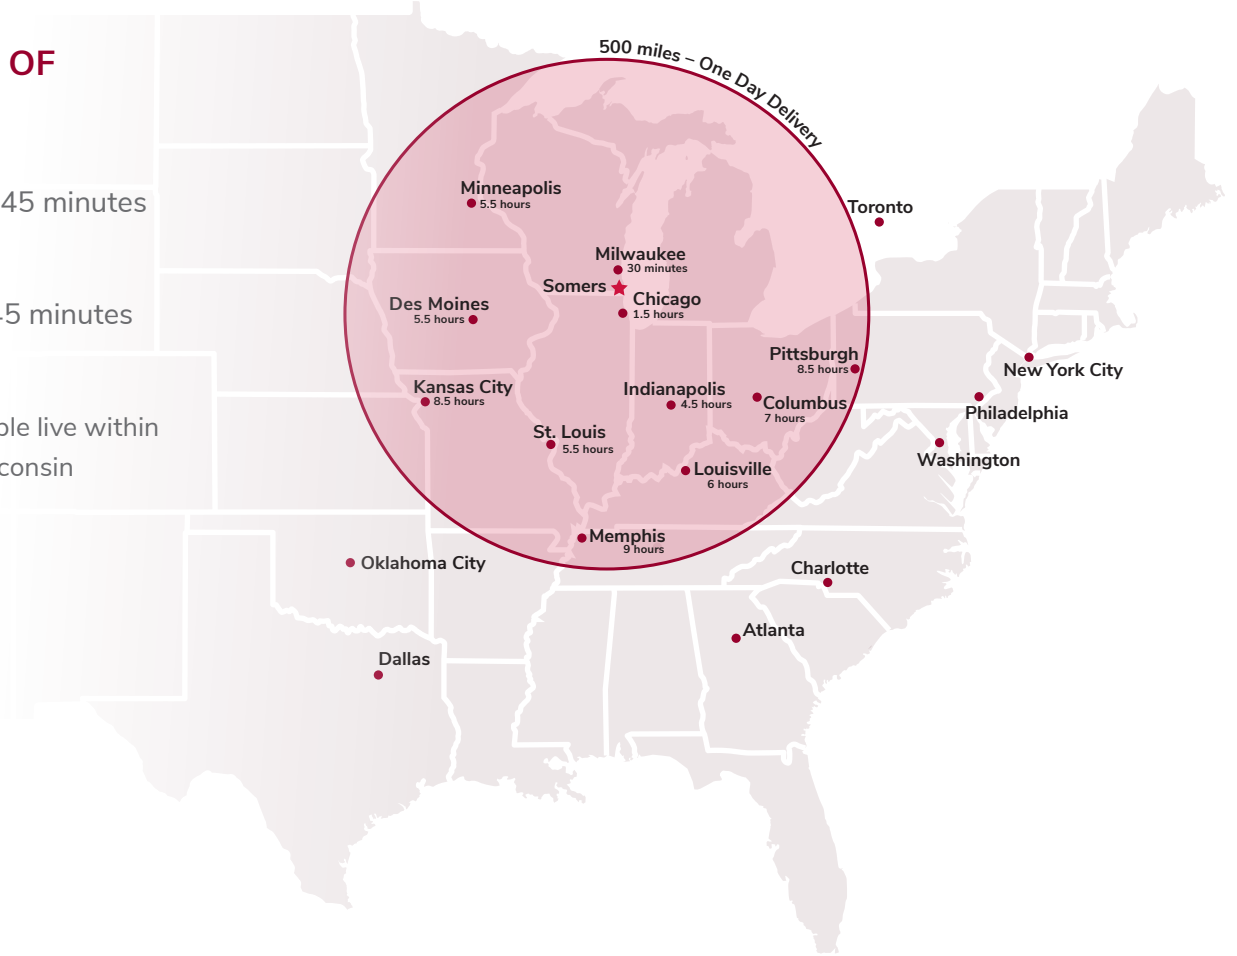 OF
45 minutes
45 minutes
ple live within
consin
500 miles – One Day Delivery
Minneapolis
5.5 hours
Toronto
Milwaukee
30 minutes
Somers
Chicago
1.5 hours
Des Moines
5.5 hours
Pittsburgh
8.5 hours
New York City
Kansas City
8.5 hours
Indianapolis
4.5 hours
Columbus
7 hours
Philadelphia
St. Louis
5.5 hours
Washington
Louisville
6 hours
Memphis
9 hours
Oklahoma City
Charlotte
Atlanta
Dallas